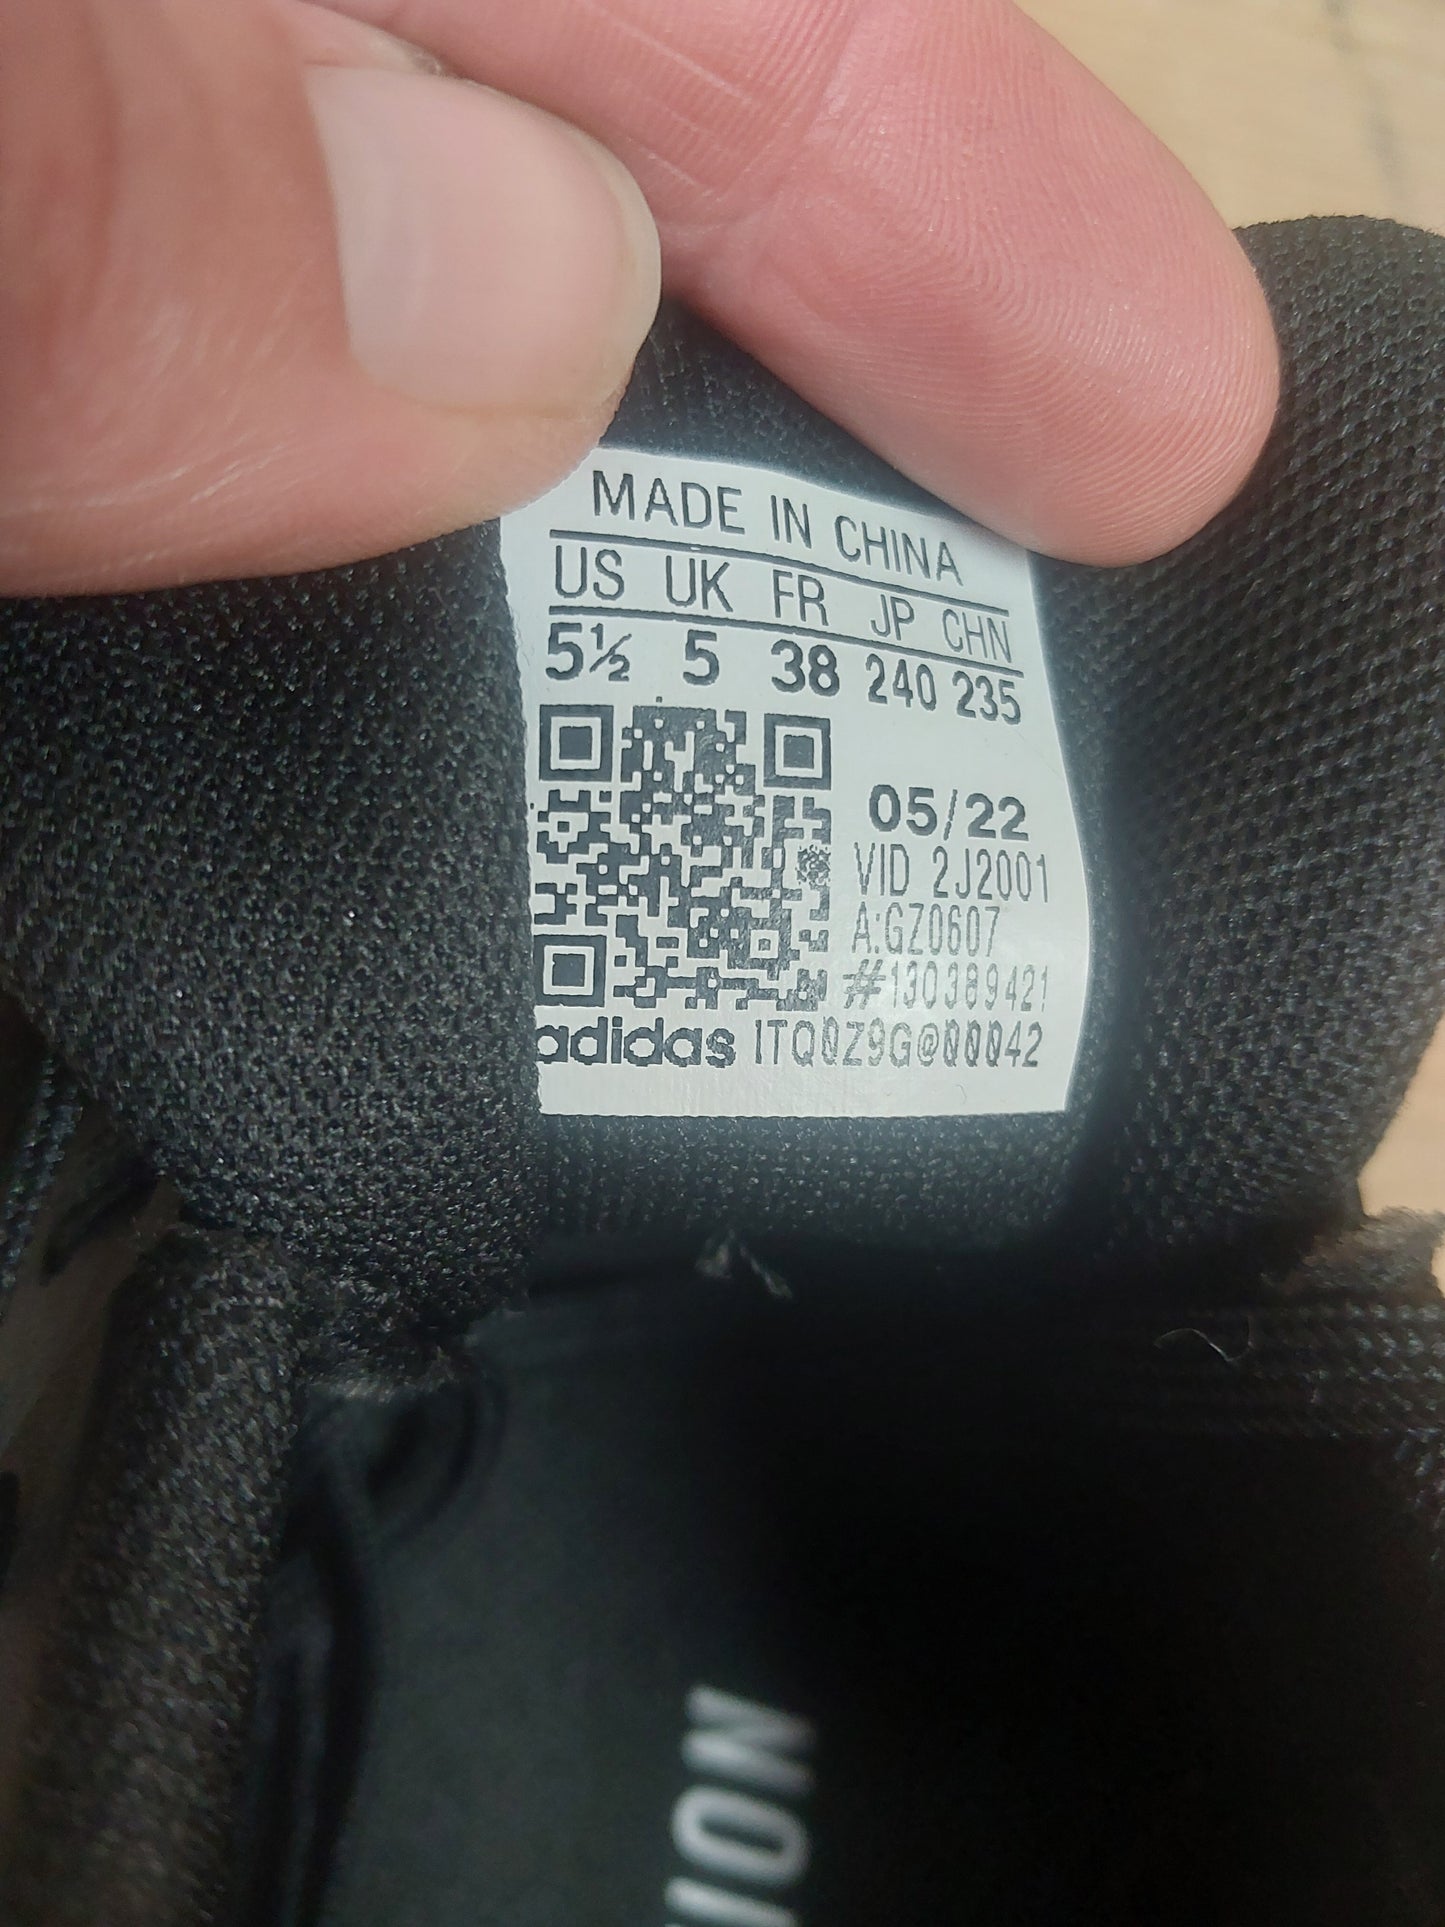 MADE IN CHINA
US UK FR JP CHN
5½ 5 38 240 235
05/22
VID 2J2001
A:GZ0607
#130389421
adidas ITQ0Z9G@00042